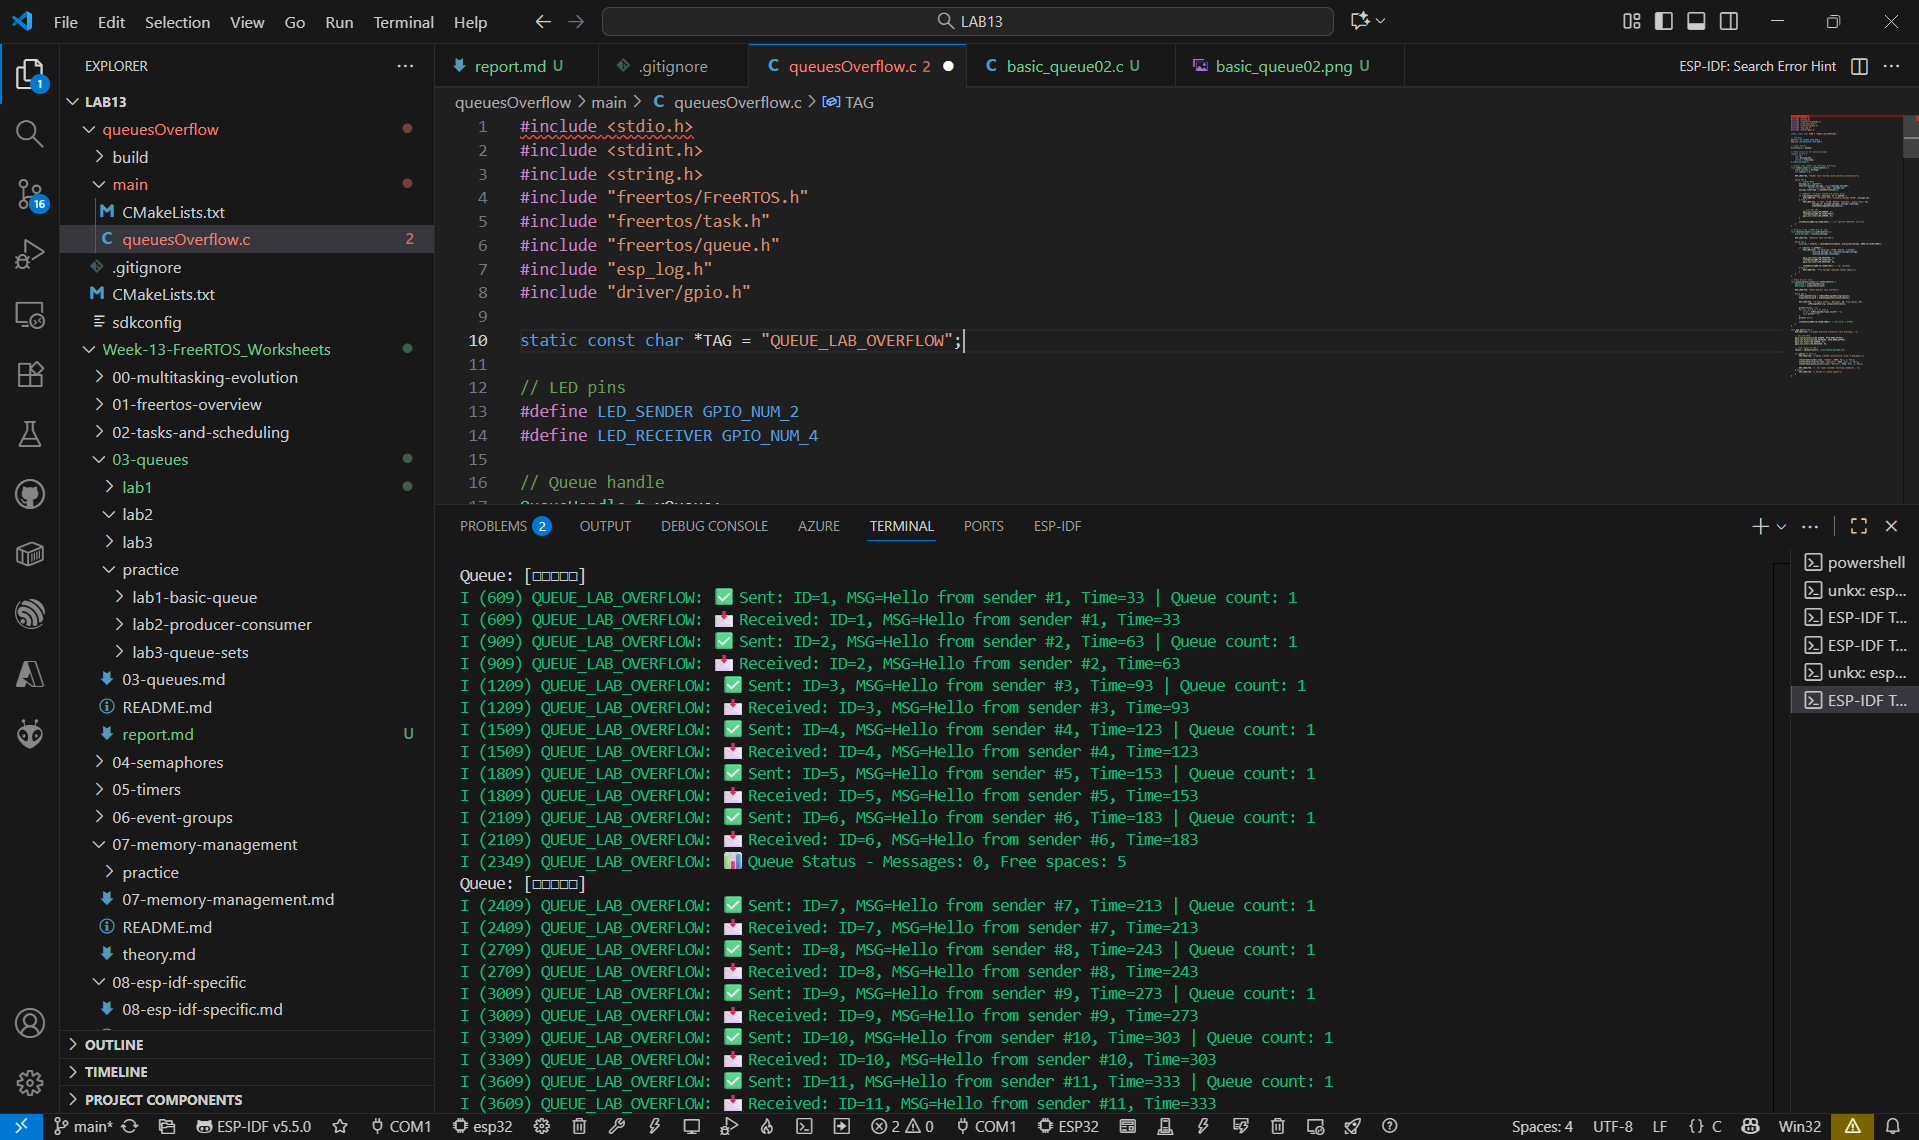 File Edit Selection View Go Run Terminal Help
LAB13
EXPLORER
1
16
LAB13
queuesOverflow
build
main
CMakeLists.txt
queuesOverflow.c 2
.gitignore
CMakeLists.txt
sdkconfig
Week-13-FreeRTOS_Worksheets
00-multitasking-evolution
01-freertos-overview
02-tasks-and-scheduling
03-queues
lab1
lab2
lab3
practice
lab1-basic-queue
lab2-producer-consumer
lab3-queue-sets
03-queues.md
README.md
report.md U
04-semaphores
05-timers
06-event-groups
07-memory-management
practice
07-memory-management.md
README.md
theory.md
08-esp-idf-specific
08-esp-idf-specific.md
OUTLINE
TIMELINE
PROJECT COMPONENTS
report.md U .gitignore queuesOverflow.c 2 basic_queue02.c U basic_queue02.png U ESP-IDF: Search Error Hint
queuesOverflow > main > C queuesOverflow.c > TAG
1 #include <stdio.h>
2 #include <stdint.h>
3 #include <string.h>
4 #include "freertos/FreeRTOS.h"
5 #include "freertos/task.h"
6 #include "freertos/queue.h"
7 #include "esp_log.h"
8 #include "driver/gpio.h"
9
10 static const char *TAG = "QUEUE_LAB_OVERFLOW";
11
12 // LED pins
13 #define LED_SENDER GPIO_NUM_2
14 #define LED_RECEIVER GPIO_NUM_4
15
16 // Queue handle
PROBLEMS 2 OUTPUT DEBUG CONSOLE AZURE TERMINAL PORTS ESP-IDF
Queue: [□□□□□]
I (609) QUEUE_LAB_OVERFLOW: ✅ Sent: ID=1, MSG=Hello from sender #1, Time=33 | Queue count: 1
I (609) QUEUE_LAB_OVERFLOW: 📩 Received: ID=1, MSG=Hello from sender #1, Time=33
I (909) QUEUE_LAB_OVERFLOW: ✅ Sent: ID=2, MSG=Hello from sender #2, Time=63 | Queue count: 1
I (909) QUEUE_LAB_OVERFLOW: 📩 Received: ID=2, MSG=Hello from sender #2, Time=63
I (1209) QUEUE_LAB_OVERFLOW: ✅ Sent: ID=3, MSG=Hello from sender #3, Time=93 | Queue count: 1
I (1209) QUEUE_LAB_OVERFLOW: 📩 Received: ID=3, MSG=Hello from sender #3, Time=93
I (1509) QUEUE_LAB_OVERFLOW: ✅ Sent: ID=4, MSG=Hello from sender #4, Time=123 | Queue count: 1
I (1509) QUEUE_LAB_OVERFLOW: 📩 Received: ID=4, MSG=Hello from sender #4, Time=123
I (1809) QUEUE_LAB_OVERFLOW: ✅ Sent: ID=5, MSG=Hello from sender #5, Time=153 | Queue count: 1
I (1809) QUEUE_LAB_OVERFLOW: 📩 Received: ID=5, MSG=Hello from sender #5, Time=153
I (2109) QUEUE_LAB_OVERFLOW: ✅ Sent: ID=6, MSG=Hello from sender #6, Time=183 | Queue count: 1
I (2109) QUEUE_LAB_OVERFLOW: 📩 Received: ID=6, MSG=Hello from sender #6, Time=183
I (2349) QUEUE_LAB_OVERFLOW: 📊 Queue Status - Messages: 0, Free spaces: 5
Queue: [□□□□□]
I (2409) QUEUE_LAB_OVERFLOW: ✅ Sent: ID=7, MSG=Hello from sender #7, Time=213 | Queue count: 1
I (2409) QUEUE_LAB_OVERFLOW: 📩 Received: ID=7, MSG=Hello from sender #7, Time=213
I (2709) QUEUE_LAB_OVERFLOW: ✅ Sent: ID=8, MSG=Hello from sender #8, Time=243 | Queue count: 1
I (2709) QUEUE_LAB_OVERFLOW: 📩 Received: ID=8, MSG=Hello from sender #8, Time=243
I (3009) QUEUE_LAB_OVERFLOW: ✅ Sent: ID=9, MSG=Hello from sender #9, Time=273 | Queue count: 1
I (3009) QUEUE_LAB_OVERFLOW: 📩 Received: ID=9, MSG=Hello from sender #9, Time=273
I (3309) QUEUE_LAB_OVERFLOW: ✅ Sent: ID=10, MSG=Hello from sender #10, Time=303 | Queue count: 1
I (3309) QUEUE_LAB_OVERFLOW: 📩 Received: ID=10, MSG=Hello from sender #10, Time=303
I (3609) QUEUE_LAB_OVERFLOW: ✅ Sent: ID=11, MSG=Hello from sender #11, Time=333 | Queue count: 1
I (3609) QUEUE_LAB_OVERFLOW: 📩 Received: ID=11, MSG=Hello from sender #11, Time=333
powershell
unkx: esp...
ESP-IDF T...
ESP-IDF T...
unkx: esp...
ESP-IDF T...
main* ESP-IDF v5.5.0 COM1 esp32 2 0 COM1 ESP32 Spaces: 4 UTF-8 LF {} C Win32